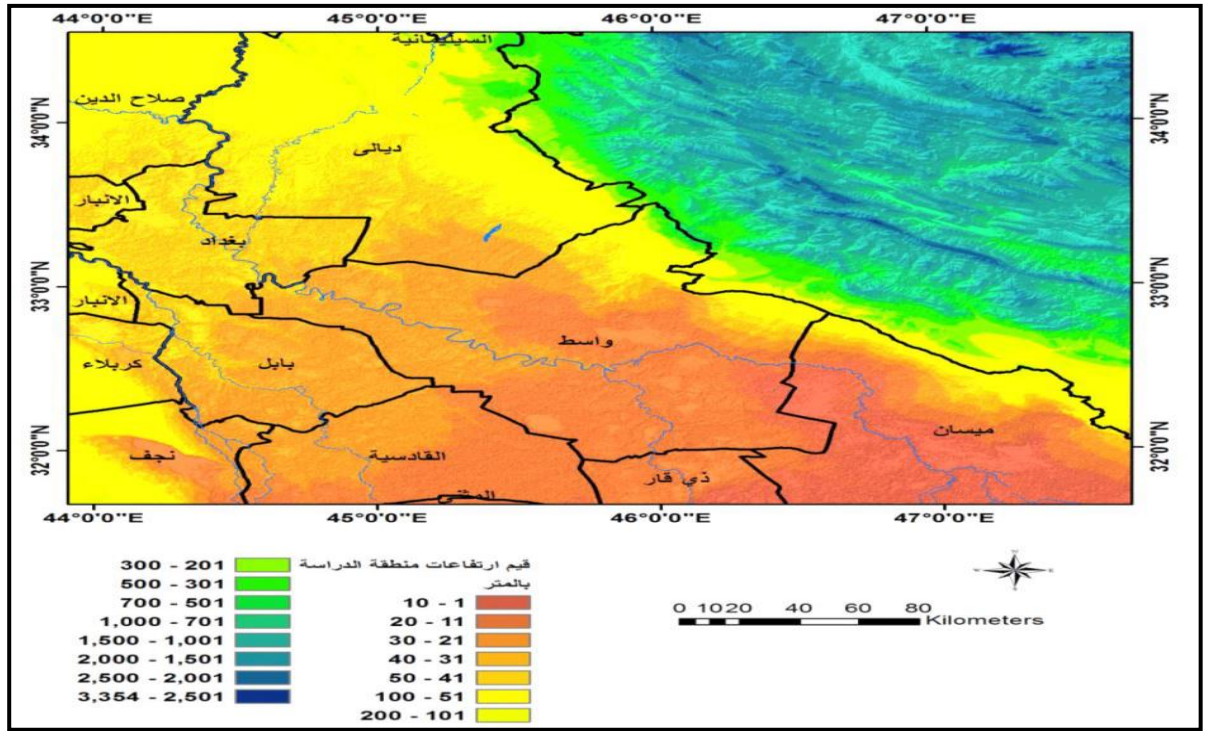 44°0'0"E 45°0'0"E 46°0'0"E 47°0'0"E
السليمانية
صلاح الدين
34°0'0"N 34°0'0"N
ديالى
الانبار
بغداد
33°0'0"N 33°0'0"N
الانبار
واسط
بابل
كربلاء
ميسان
32°0'0"N 32°0'0"N
نجف
القادسية
ذي قار
المثنى
44°0'0"E 45°0'0"E 46°0'0"E 47°0'0"E
قيم ارتفاعات منطقة الدراسة
بالمتر
10 - 1
20 - 11
30 - 21
40 - 31
50 - 41
100 - 51
200 - 101
300 - 201
500 - 301
700 - 501
1,000 - 701
1,500 - 1,001
2,000 - 1,501
2,500 - 2,001
3,354 - 2,501
0 10 20 40 60 80
Kilometers